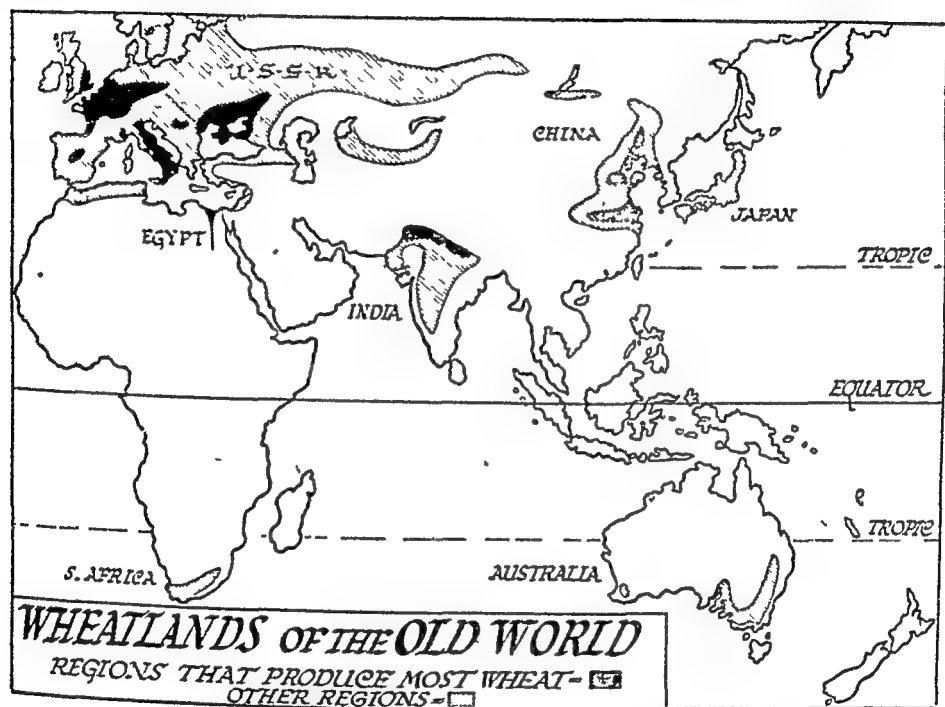 U·S·S·R·
CHINA
JAPAN
EGYPT
TROPIC
INDIA
EQUATOR
TROPIC
S. AFRICA
AUSTRALIA
WHEATLANDS OF THE OLD WORLD
REGIONS THAT PRODUCE MOST WHEAT=
OTHER REGIONS=